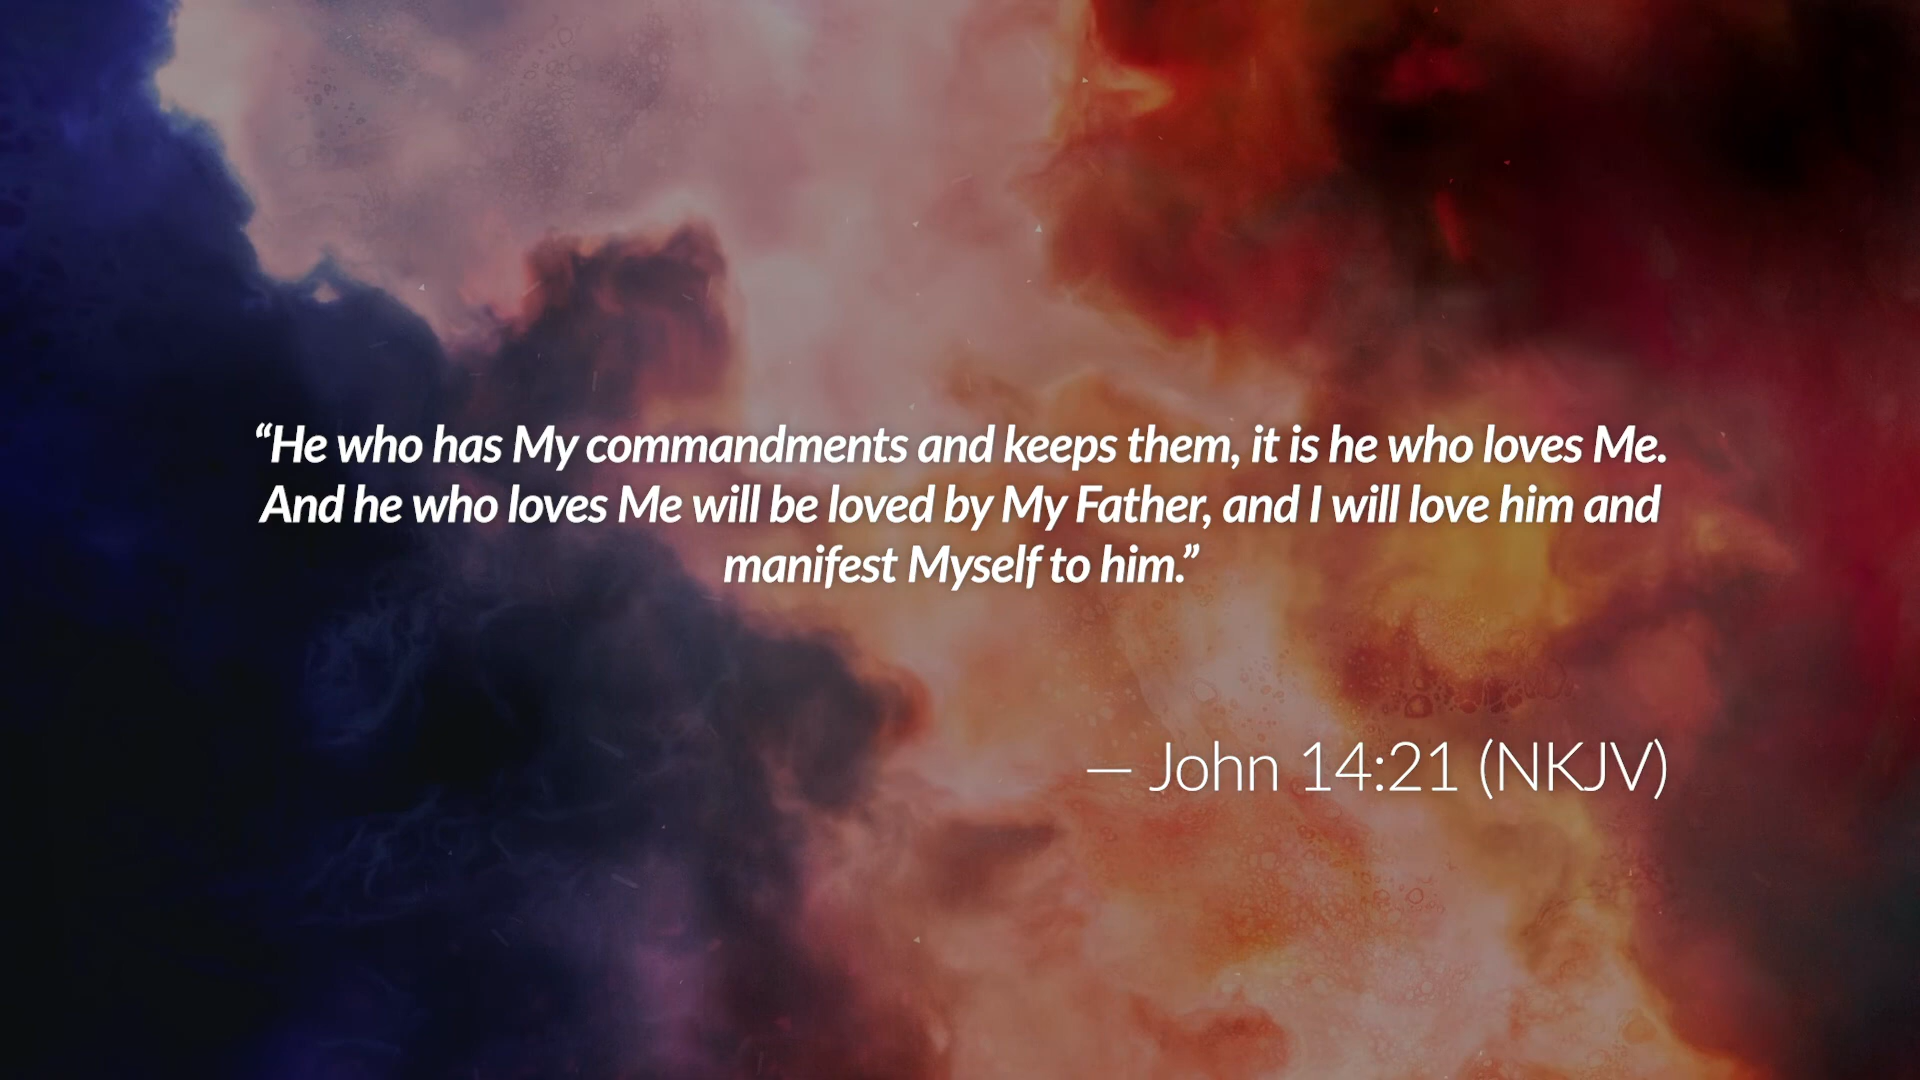 “He who has My commandments and keeps them, it is he who loves Me.
And he who loves Me will be loved by My Father, and I will love him and
manifest Myself to him.”
— John 14:21 (NKJV)